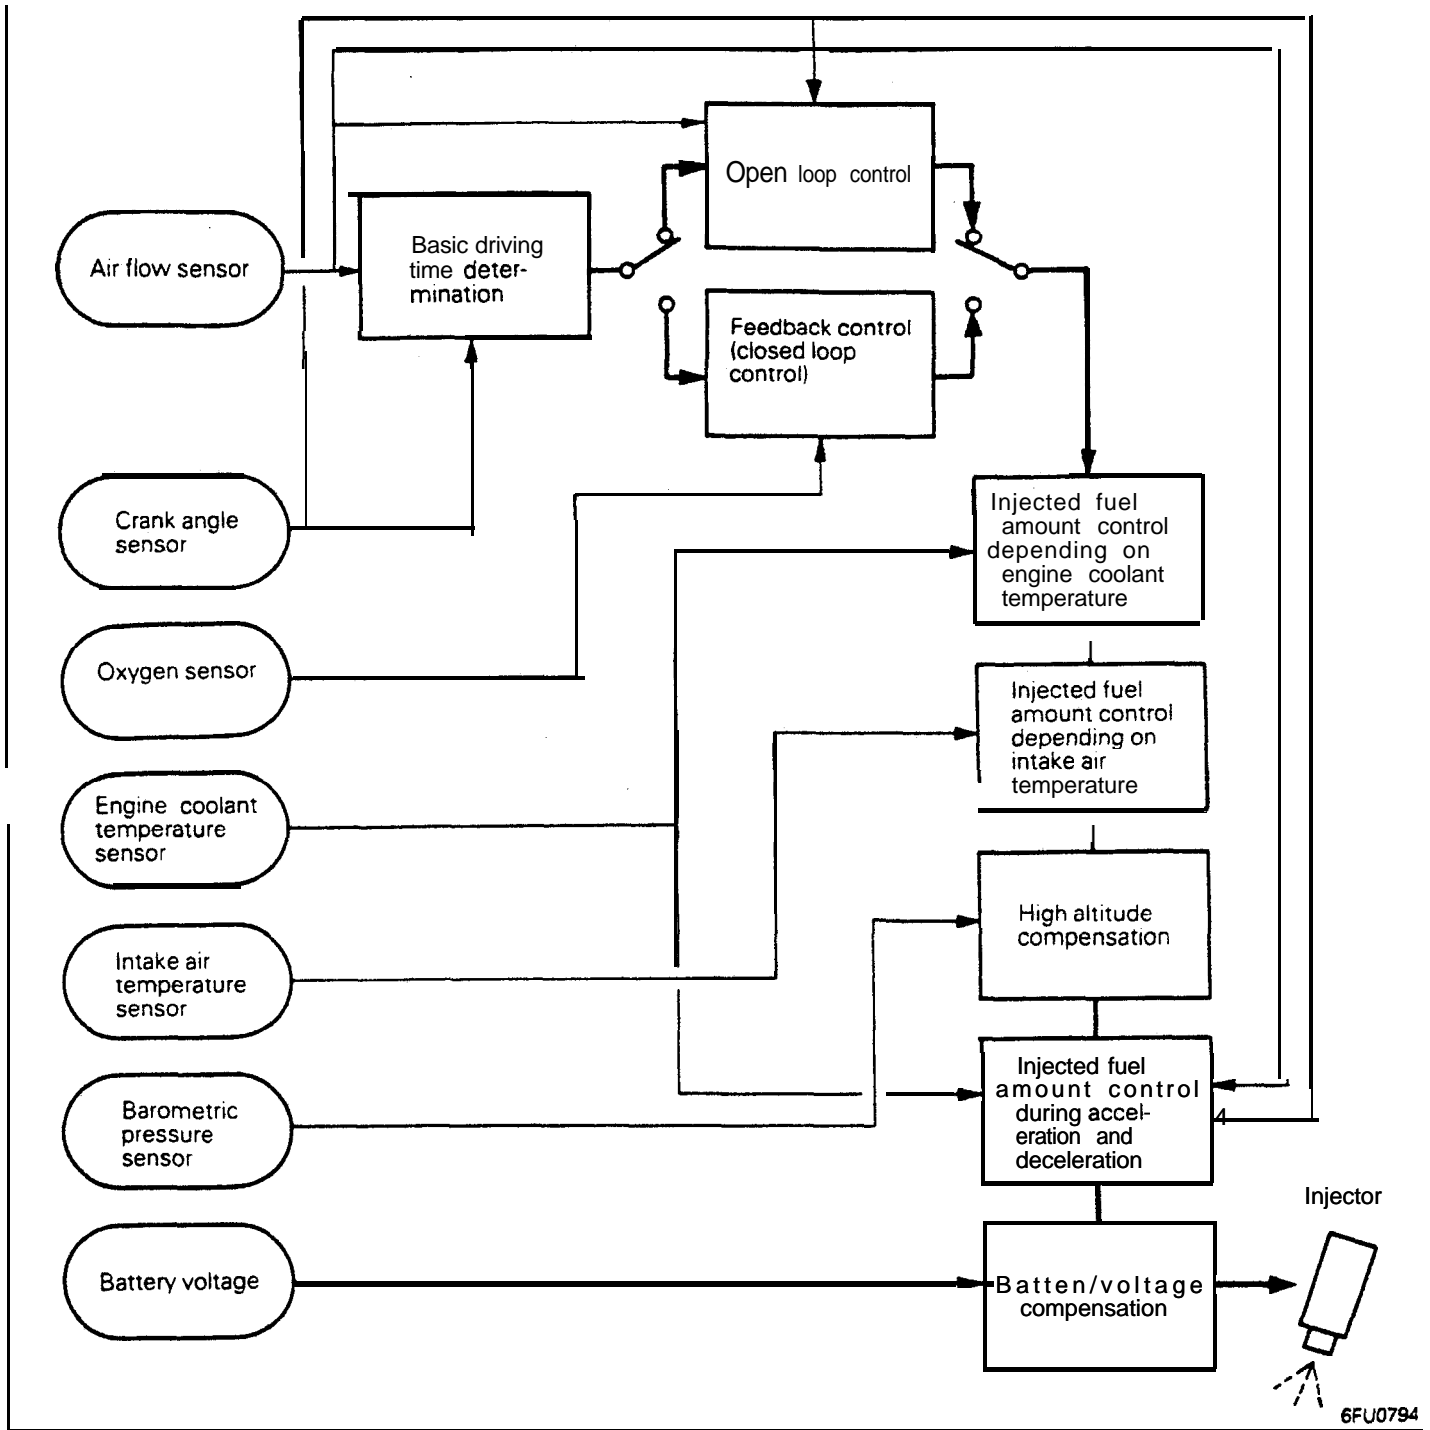 Open loop control
Air flow sensor
Basic driving
time deter-
mination
Feedback control
(closed loop
control)
Crank angle
sensor
Injected fuel
amount control
depending on
engine coolant
temperature
Oxygen sensor
Injected fuel
amount control
depending on
intake air
temperature
Engine coolant
temperature
sensor
High altitude
compensation
Intake air
temperature
sensor
Injected fuel
amount control
during accel-
eration and
deceleration
4
Barometric
pressure
sensor
Injector
Battery voltage
Batten/voltage
compensation
6FU0794